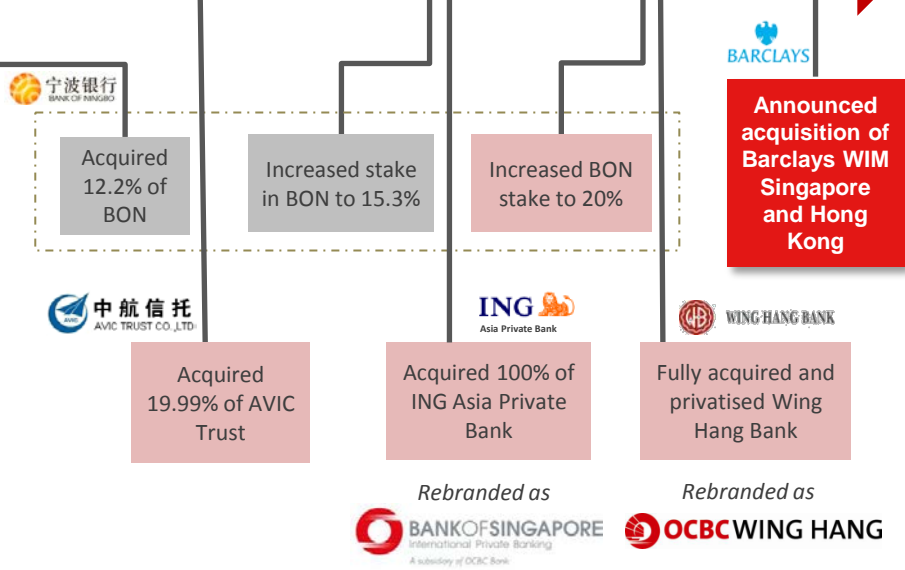 BARCLAYS
宁波银行
BANK OF NINGBO
Acquired
12.2% of
BON
Increased stake
in BON to 15.3%
Increased BON
stake to 20%
Announced
acquisition of
Barclays WIM
Singapore
and Hong
Kong
中航信托
AVIC TRUST CO.,LTD
ING
Asia Private Bank
WHB
WING HANG BANK
Acquired
19.99% of AVIC
Trust
Acquired 100% of
ING Asia Private
Bank
Fully acquired and
privatised Wing
Hang Bank
Rebranded as
BANKOFSINGAPORE
International Private Banking
A subsidiary of OCBC Bank
Rebranded as
OCBCWING HANG